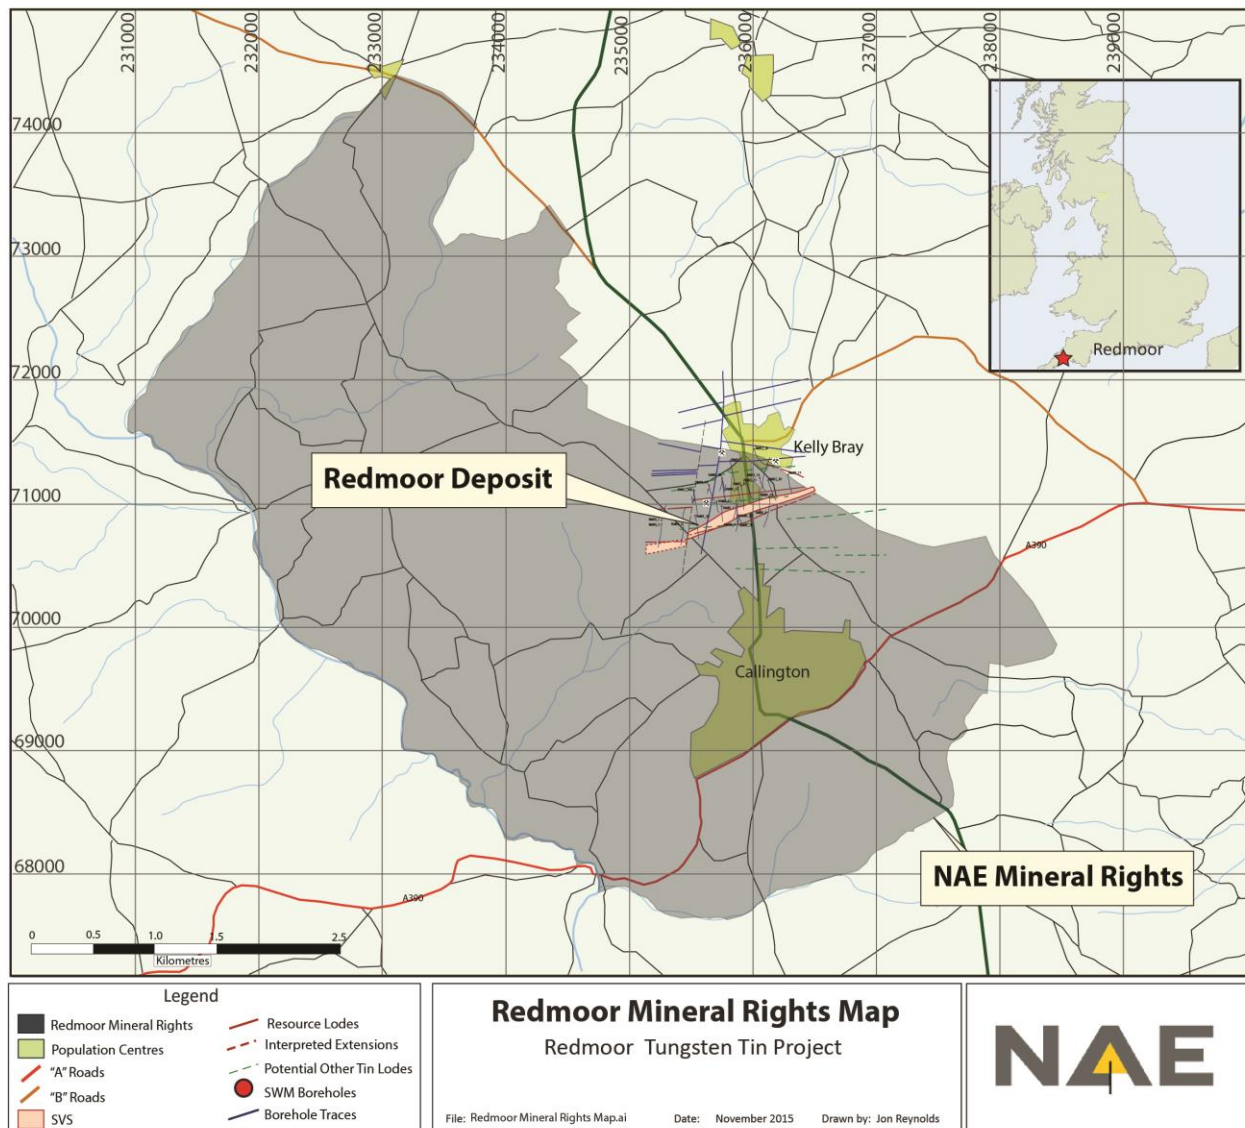 231000
232000
233000
234000
235000
236000
237000
238000
239000
74000
73000
72000
71000
70000
69000
68000
Redmoor
Kelly Bray
Redmoor Deposit
A390
Callington
NAE Mineral Rights
A390
0 0.5 1.0 1.5 2.5
Kilometres
Legend
Redmoor Mineral Rights
Population Centres
"A" Roads
"B" Roads
SVS
Resource Lodes
Interpreted Extensions
Potential Other Tin Lodes
SWM Boreholes
Borehole Traces
Redmoor Mineral Rights Map
Redmoor Tungsten Tin Project
File: Redmoor Mineral Rights Map.ai Date: November 2015 Drawn by: Jon Reynolds
NAE